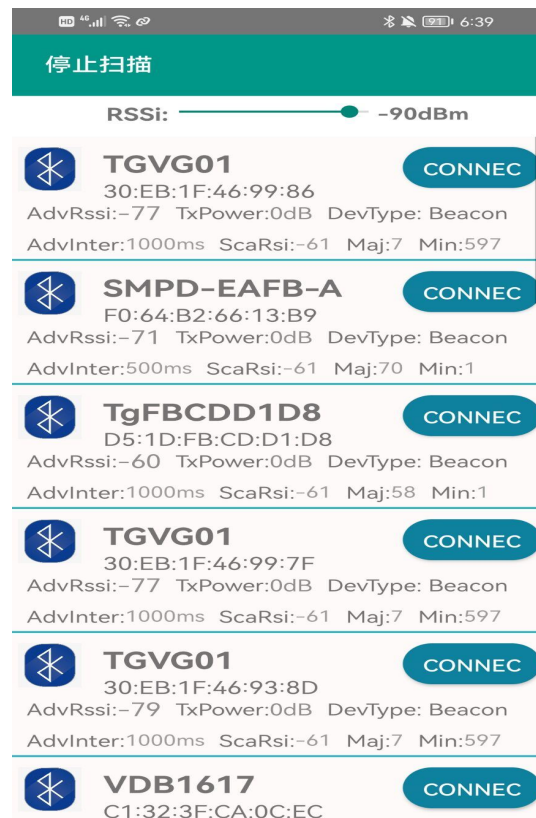 HD 4G 91 6:39
停止扫描
RSSi: -90dBm
TGVG01 CONNEC
30:EB:1F:46:99:86
AdvRssi:-77 TxPower:0dB DevType: Beacon
AdvInter:1000ms ScaRsi:-61 Maj:7 Min:597
SMPD-EAFB-A CONNEC
F0:64:B2:66:13:B9
AdvRssi:-71 TxPower:0dB DevType: Beacon
AdvInter:500ms ScaRsi:-61 Maj:70 Min:1
TgFBCDD1D8 CONNEC
D5:1D:FB:CD:D1:D8
AdvRssi:-60 TxPower:0dB DevType: Beacon
AdvInter:1000ms ScaRsi:-61 Maj:58 Min:1
TGVG01 CONNEC
30:EB:1F:46:99:7F
AdvRssi:-77 TxPower:0dB DevType: Beacon
AdvInter:1000ms ScaRsi:-61 Maj:7 Min:597
TGVG01 CONNEC
30:EB:1F:46:93:8D
AdvRssi:-79 TxPower:0dB DevType: Beacon
AdvInter:1000ms ScaRsi:-61 Maj:7 Min:597
VDB1617 CONNEC
C1:32:3F:CA:0C:EC